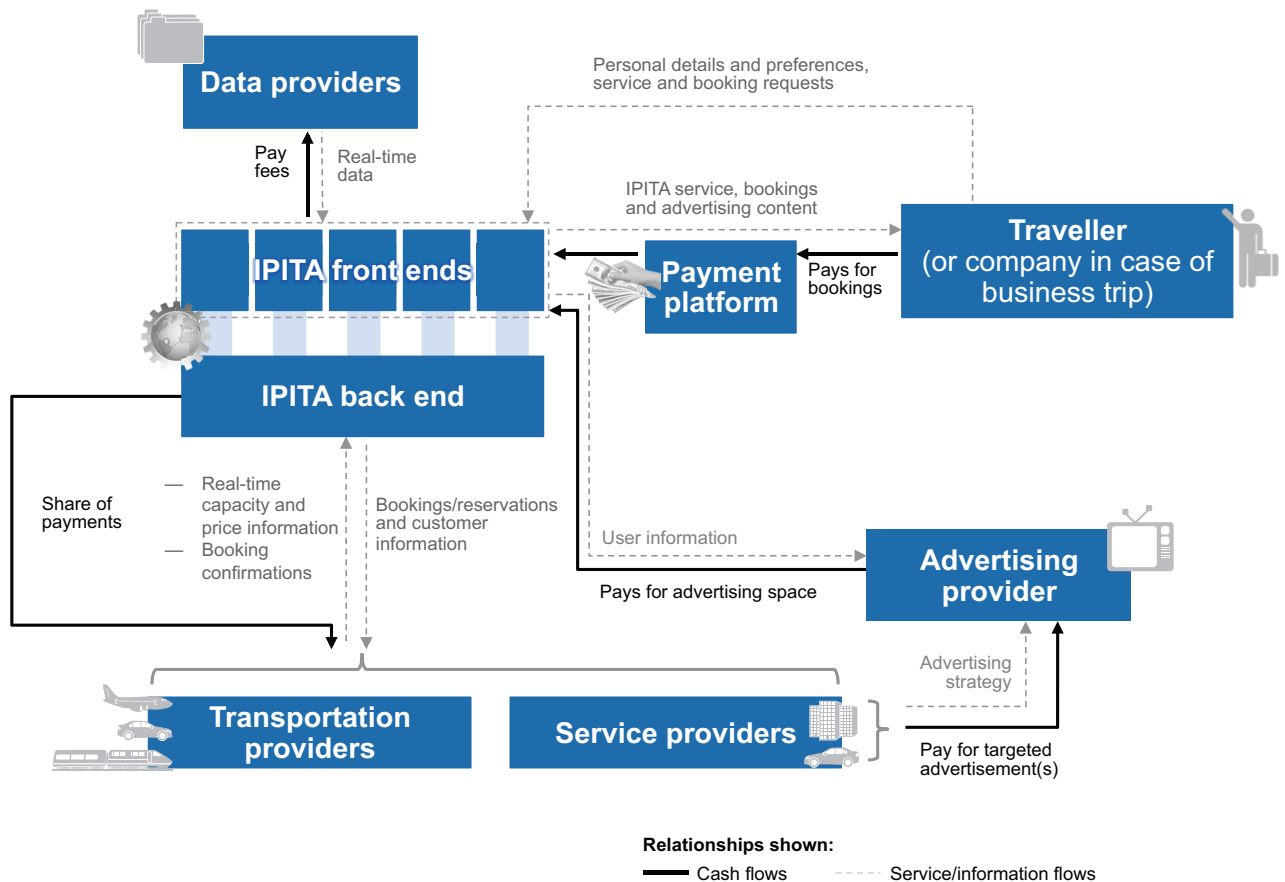 Data providers
Personal details and preferences,
service and booking requests
Pay
fees
Real-time
data
IPITA service, bookings
and advertising content
IPITA front ends
Payment
platform
Pays for
bookings
Traveller
(or company in case of
business trip)
IPITA back end
Share of
payments
— Real-time
capacity and
price information
— Booking
confirmations
Bookings/reservations
and customer
information
User information
Pays for advertising space
Advertising
provider
Advertising
strategy
Transportation
providers
Service providers
Pay for targeted
advertisement(s)
Relationships shown:
Cash flows
Service/information flows